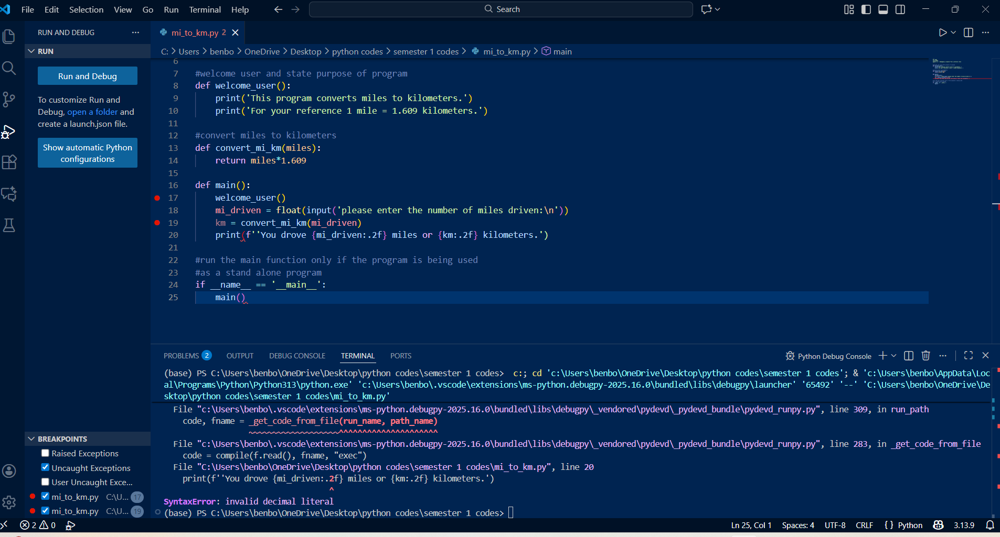 File Edit Selection View Go Run Terminal Help
Search
RUN AND DEBUG
RUN
Run and Debug
To customize Run and
Debug, open a folder and
create a launch.json file.
Show automatic Python
configurations
BREAKPOINTS
Raised Exceptions
Uncaught Exceptions
User Uncaught Exce...
mi_to_km.py C:\U... 17
mi_to_km.py C:\U... 19
mi_to_km.py 2
C: > Users > benbo > OneDrive > Desktop > python codes > semester 1 codes > mi_to_km.py > main
6
7 #welcome user and state purpose of program
8 def welcome_user():
9     print('This program converts miles to kilometers.')
10     print('For your reference 1 mile = 1.609 kilometers.')
11
12 #convert miles to kilometers
13 def convert_mi_km(miles):
14     return miles*1.609
15
16 def main():
17     welcome_user()
18     mi_driven = float(input('please enter the number of miles driven:\n'))
19     km = convert_mi_km(mi_driven)
20     print(f''You drove {mi_driven:.2f} miles or {km:.2f} kilometers.')
21
22 #run the main function only if the program is being used
23 #as a stand alone program
24 if __name__ == '__main__':
25     main()
PROBLEMS 2 OUTPUT DEBUG CONSOLE TERMINAL PORTS
Python Debug Console
(base) PS C:\Users\benbo\OneDrive\Desktop\python codes\semester 1 codes>  c:; cd 'c:\Users\benbo\OneDrive\Desktop\python codes\semester 1 codes'; & 'c:\Users\benbo\AppData\Loc
al\Programs\Python\Python313\python.exe' 'c:\Users\benbo\.vscode\extensions\ms-python.debugpy-2025.16.0\bundled\libs\debugpy\launcher' '65492' '--' 'C:\Users\benbo\OneDrive\De
sktop\python codes\semester 1 codes\mi_to_km.py'
  File "c:\Users\benbo\.vscode\extensions\ms-python.debugpy-2025.16.0\bundled\libs\debugpy\_vendored\pydevd\_pydevd_bundle\pydevd_runpy.py", line 309, in run_path
    code, fname = _get_code_from_file(run_name, path_name)
                  ~~~~~~~~~~~~~~~~~~~^^^^^^^^^^^^^^^^^^^^^
  File "c:\Users\benbo\.vscode\extensions\ms-python.debugpy-2025.16.0\bundled\libs\debugpy\_vendored\pydevd\_pydevd_bundle\pydevd_runpy.py", line 283, in _get_code_from_file
    code = compile(f.read(), fname, "exec")
  File "C:\Users\benbo\OneDrive\Desktop\python codes\semester 1 codes\mi_to_km.py", line 20
    print(f''You drove {mi_driven:.2f} miles or {km:.2f} kilometers.')
                                   ^
SyntaxError: invalid decimal literal
(base) PS C:\Users\benbo\OneDrive\Desktop\python codes\semester 1 codes>
2 0
Ln 25, Col 1 Spaces: 4 UTF-8 CRLF { } Python 3.13.9